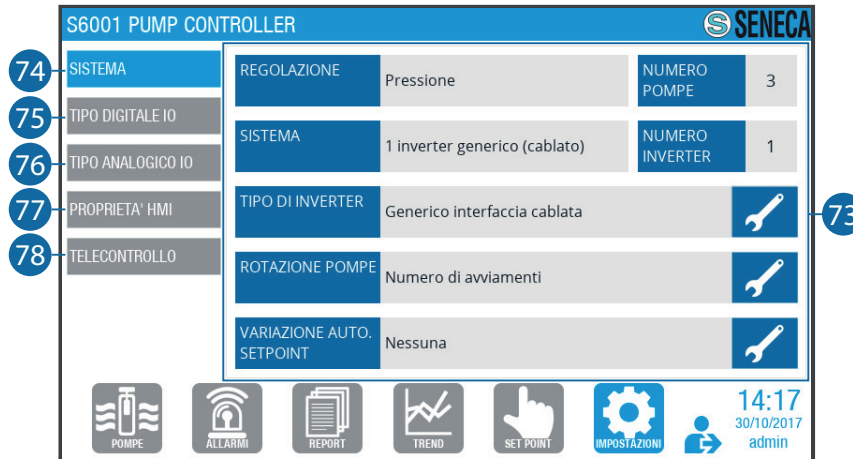 S6001 PUMP CONTROLLER
S SENECA
74
SISTEMA
75
TIPO DIGITALE IO
76
TIPO ANALOGICO IO
77
PROPRIETA' HMI
78
TELECONTROLLO
REGOLAZIONE
Pressione
NUMERO
POMPE
3
SISTEMA
1 inverter generico (cablato)
NUMERO
INVERTER
1
TIPO DI INVERTER
Generico interfaccia cablata
73
ROTAZIONE POMPE
Numero di avviamenti
VARIAZIONE AUTO.
SETPOINT
Nessuna
POMPE
ALLARMI
REPORT
TREND
SET POINT
IMPOSTAZIONI
14:17
30/10/2017
admin